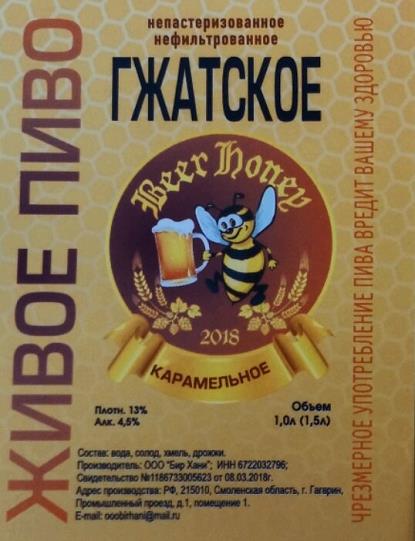 ЖИВОЕ ПИВО
непастеризованное
нефильтрованное
ГЖАТСКОЕ
Beer Honey
2018
КАРАМЕЛЬНОЕ
Плотн. 13%
Алк. 4,5%
Объем
1,0л (1,5л)
Состав: вода, солод, хмель, дрожжи.
Производитель: ООО "Бир Хани"; ИНН 6722032796;
Свидетельство №1186733005623 от 08.03.2018г.
Адрес производства: РФ, 215010, Смоленская область, г. Гагарин,
Промышленный проезд, д.1, помещение 1.
E-mail: ooobirhani@mail.ru
ЧРЕЗМЕРНОЕ УПОТРЕБЛЕНИЕ ПИВА ВРЕДИТ ВАШЕМУ ЗДОРОВЬЮ